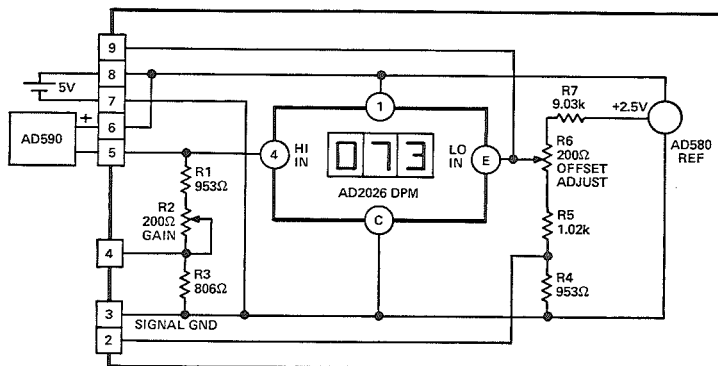 9
8
7
6
5
4
3
2
5V
+
AD590
R1
953Ω
R2
200Ω
GAIN
R3
806Ω
SIGNAL GND
4
HI
IN
1
073
AD2026 DPM
C
LO
IN
E
R7
9.03k
+2.5V
R6
200Ω
OFFSET
ADJUST
AD580
REF
R5
1.02k
R4
953Ω